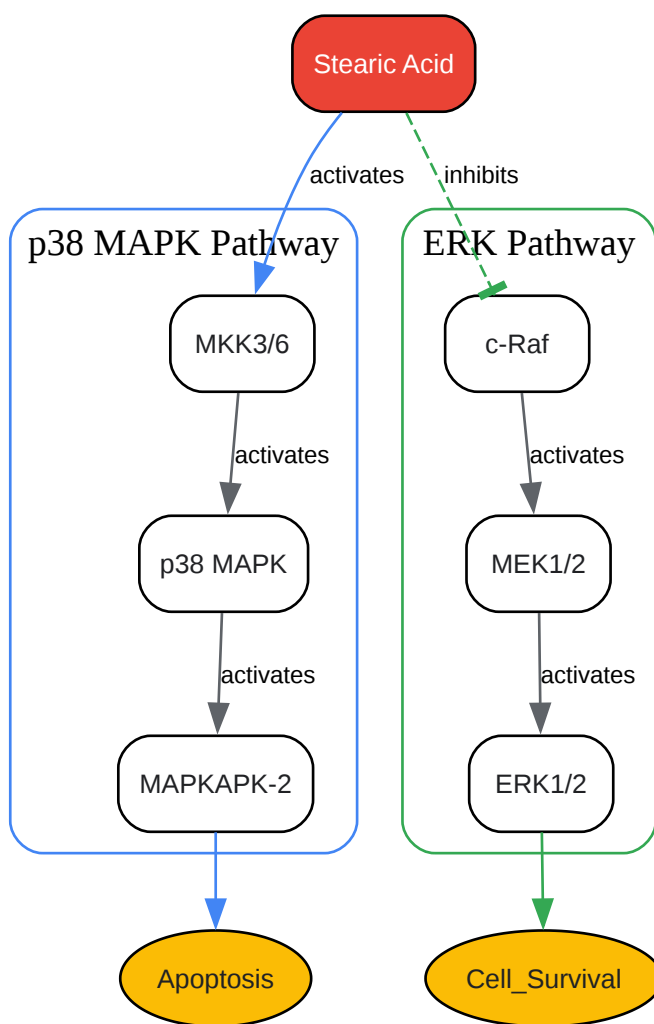 Stearic Acid
activates
inhibits
p38 MAPK Pathway
ERK Pathway
MKK3/6
c-Raf
activates
activates
p38 MAPK
MEK1/2
activates
activates
MAPKAPK-2
ERK1/2
Apoptosis
Cell_Survival